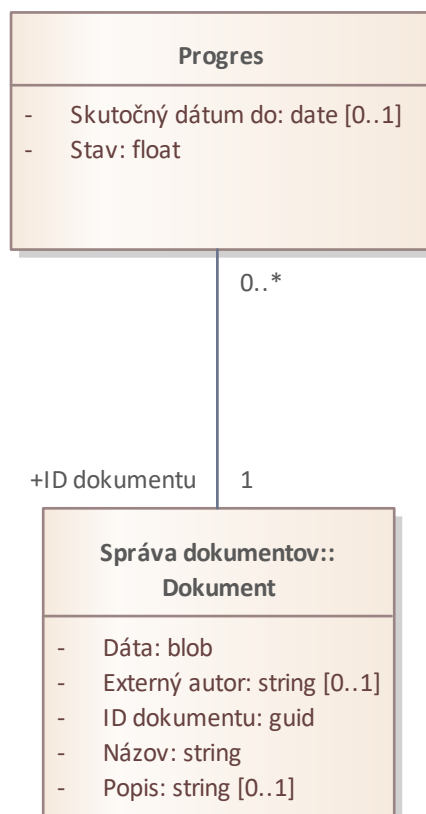 Progres
- Skutočný dátum do: date [0..1]
- Stav: float
0..*
+ID dokumentu 1
Správa dokumentov::
Dokument
- Dáta: blob
- Externý autor: string [0..1]
- ID dokumentu: guid
- Názov: string
- Popis: string [0..1]